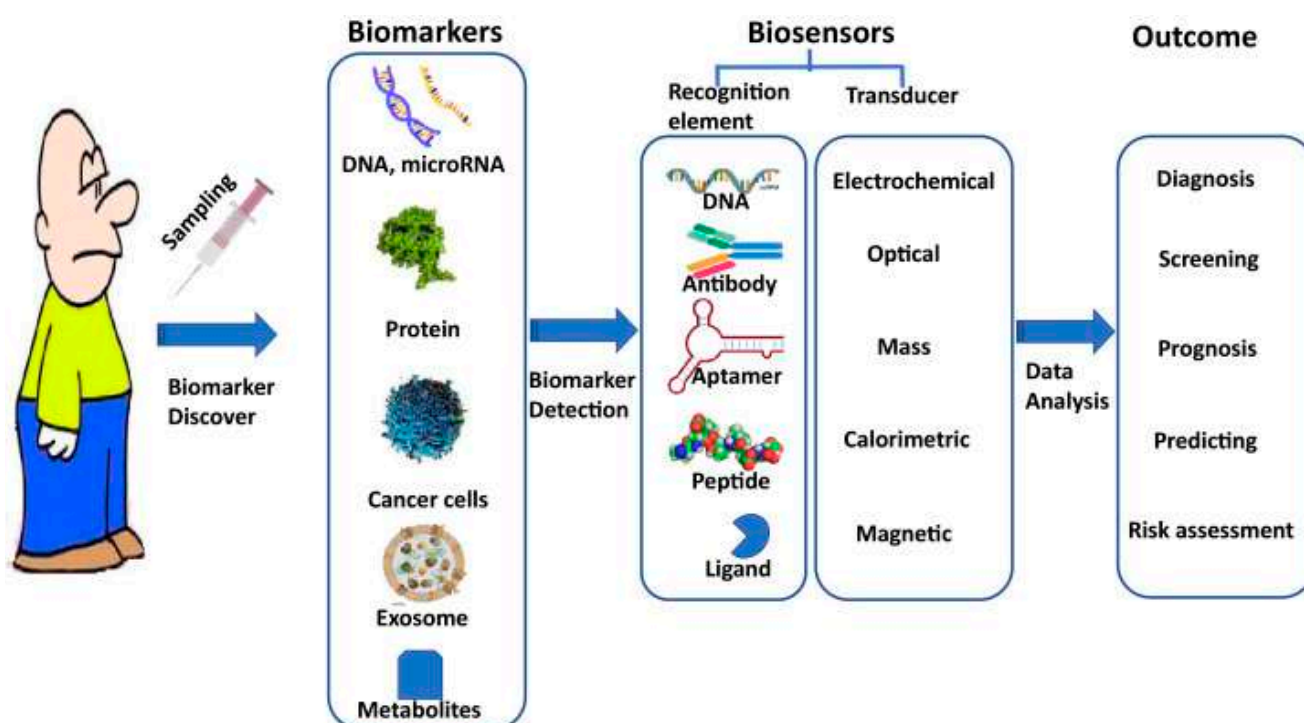 Biomarkers
Biosensors
Outcome
Recognition
element
Transducer
Sampling
Biomarker
Discover
DNA, microRNA
Protein
Cancer cells
Exosome
Metabolites
Biomarker
Detection
DNA
Antibody
Aptamer
Peptide
Ligand
Electrochemical
Optical
Mass
Calorimetric
Magnetic
Data
Analysis
Diagnosis
Screening
Prognosis
Predicting
Risk assessment